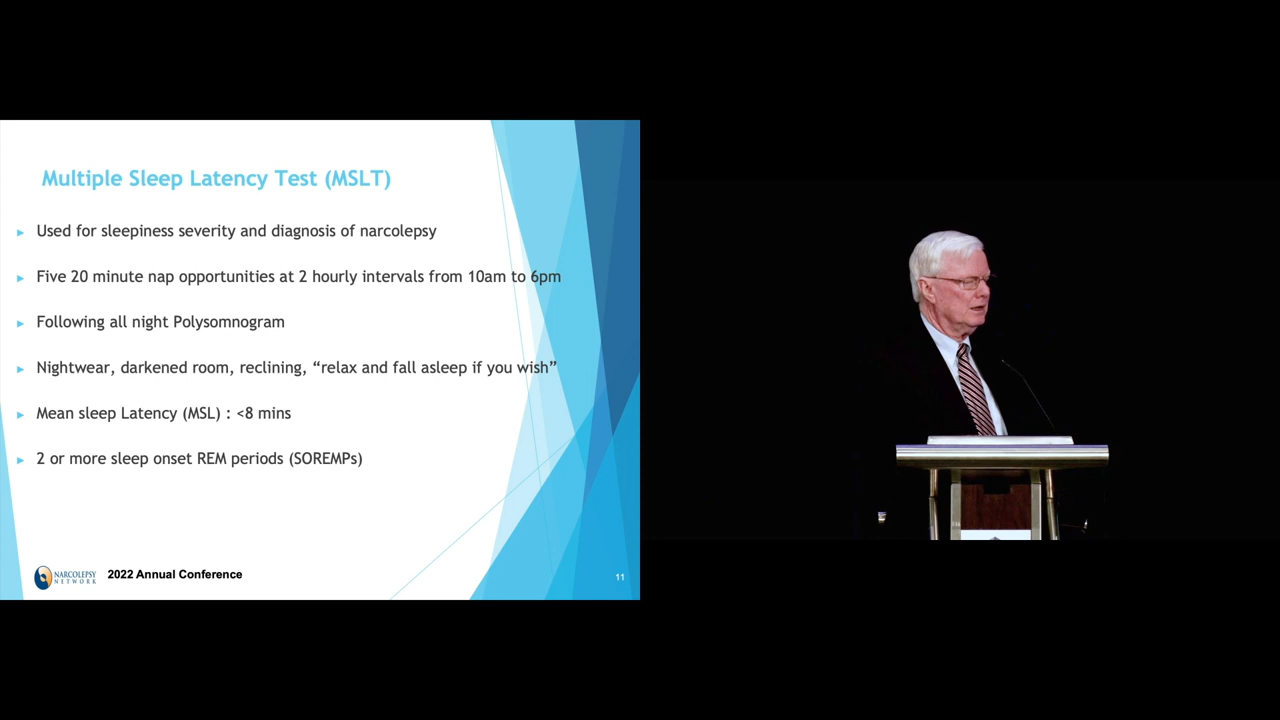 Multiple Sleep Latency Test (MSLT)
Used for sleepiness severity and diagnosis of narcolepsy
Five 20 minute nap opportunities at 2 hourly intervals from 10am to 6pm
Following all night Polysomnogram
Nightwear, darkened room, reclining, “relax and fall asleep if you wish”
Mean sleep Latency (MSL) : <8 mins
2 or more sleep onset REM periods (SOREMPs)
NARCOLEPSY
NETWORK
2022 Annual Conference
11